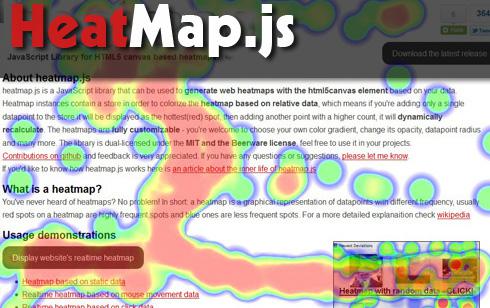 HeatMap.js
JavaScript Library for HTML5 canvas based heatmaps
Download the latest release
About heatmap.js
heatmap.js is a JavaScript library that can be used to generate web heatmaps with the html5canvas element based on your data.
Heatmap instances contain a store in order to colorize the heatmap based on relative data, which means if you're adding only a single
datapoint to the store it will be displayed as the hottest(red) spot, then adding another point with a higher count, it will dynamically
recalculate. The heatmaps are fully customizable - you're welcome to choose your own color gradient, change its opacity, datapoint radius
and many more. The library is dual-licensed under the MIT and the Beerware license, feel free to use it in your projects.
Contributions on github and feedback is very appreciated. If you have any questions or suggestions, please let me know.
If you'd like to know how heatmap.js works here is an article about the inner life of heatmap.js
What is a heatmap?
You've never heard of heatmaps? No problem! In short: a heatmap is a graphical representation of datapoints with different frequency, usually
red spots on a heatmap are highly frequent spots and blue ones are less frequent spots. For a more detailed explanation check wikipedia
Usage demonstrations
Display website's realtime heatmap
Heatmap based on static data
Realtime heatmap based on mouse movement data
Realtime heatmap based on click data
Heatmap with random data - CLICK!